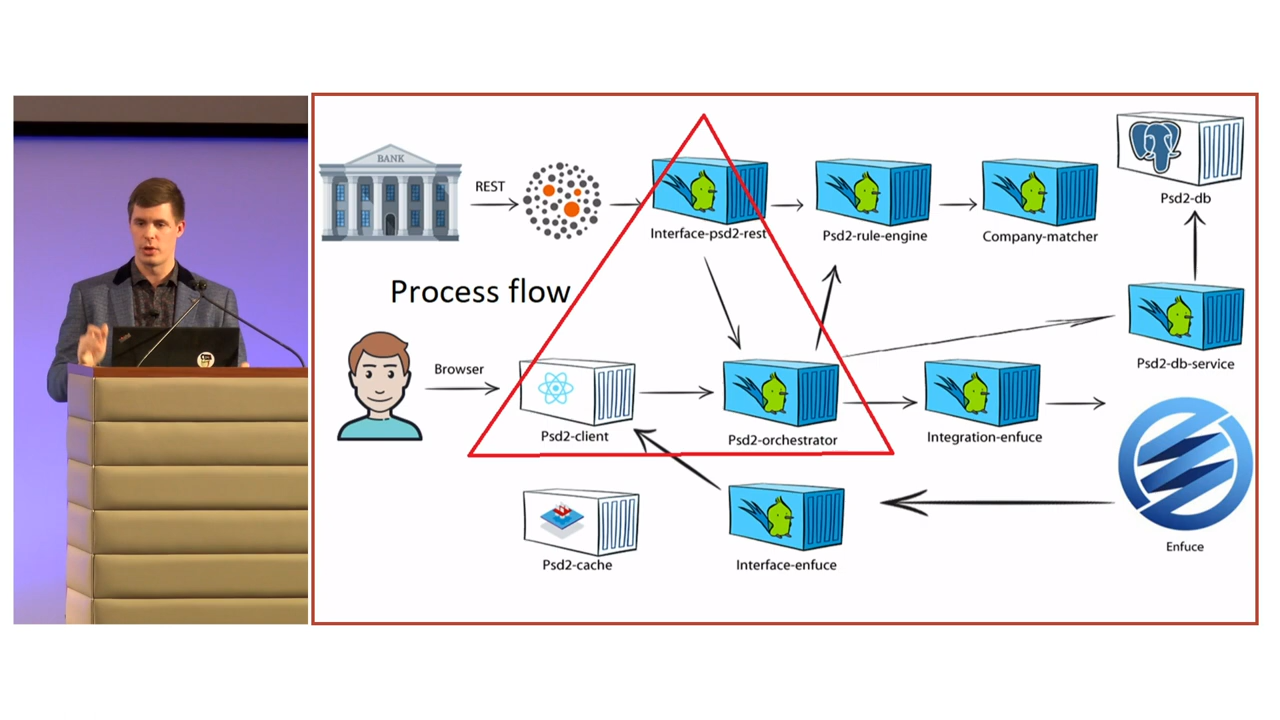 BANK
REST
Interface-psd2-rest
Psd2-rule-engine
Company-matcher
Psd2-db
Process flow
Browser
Psd2-client
Psd2-orchestrator
Integration-enfuce
Psd2-db-service
Psd2-cache
Interface-enfuce
Enfuce